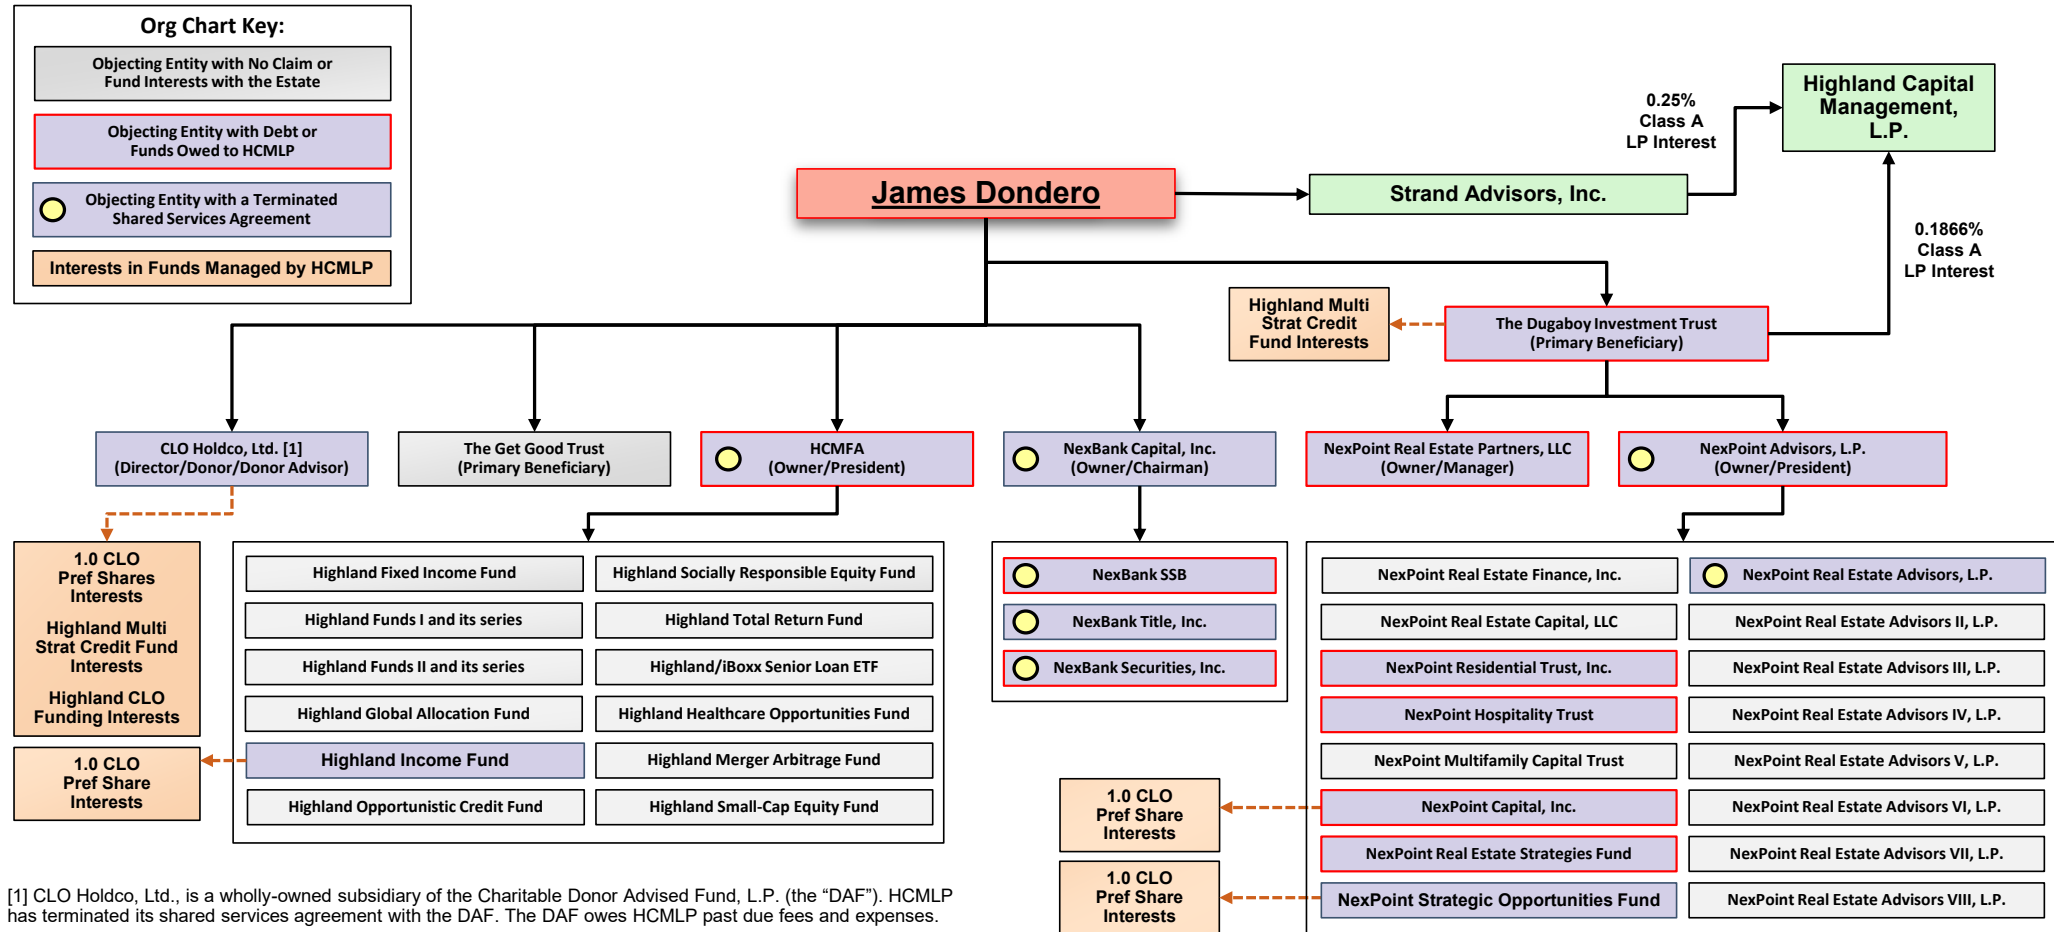 Org Chart Key:
Objecting Entity with No Claim or
Fund Interests with the Estate
Objecting Entity with Debt or
Funds Owed to HCMLP
Objecting Entity with a Terminated
Shared Services Agreement
Interests in Funds Managed by HCMLP
James Dondero
Strand Advisors, Inc.
0.25%
Class A
LP Interest
Highland Capital
Management,
L.P.
0.1866%
Class A
LP Interest
Highland Multi
Strat Credit
Fund Interests
The Dugaboy Investment Trust
(Primary Beneficiary)
CLO Holdco, Ltd. [1]
(Director/Donor/Donor Advisor)
The Get Good Trust
(Primary Beneficiary)
HCMFA
(Owner/President)
NexBank Capital, Inc.
(Owner/Chairman)
NexPoint Real Estate Partners, LLC
(Owner/Manager)
NexPoint Advisors, L.P.
(Owner/President)
1.0 CLO
Pref Shares
Interests
Highland Multi
Strat Credit Fund
Interests
Highland CLO
Funding Interests
1.0 CLO
Pref Share
Interests
Highland Fixed Income Fund
Highland Funds I and its series
Highland Funds II and its series
Highland Global Allocation Fund
Highland Income Fund
Highland Opportunistic Credit Fund
Highland Socially Responsible Equity Fund
Highland Total Return Fund
Highland/iBoxx Senior Loan ETF
Highland Healthcare Opportunities Fund
Highland Merger Arbitrage Fund
Highland Small-Cap Equity Fund
NexBank SSB
NexBank Title, Inc.
NexBank Securities, Inc.
1.0 CLO
Pref Share
Interests
1.0 CLO
Pref Share
Interests
NexPoint Real Estate Finance, Inc.
NexPoint Real Estate Capital, LLC
NexPoint Residential Trust, Inc.
NexPoint Hospitality Trust
NexPoint Multifamily Capital Trust
NexPoint Capital, Inc.
NexPoint Real Estate Strategies Fund
NexPoint Strategic Opportunities Fund
NexPoint Real Estate Advisors, L.P.
NexPoint Real Estate Advisors II, L.P.
NexPoint Real Estate Advisors III, L.P.
NexPoint Real Estate Advisors IV, L.P.
NexPoint Real Estate Advisors V, L.P.
NexPoint Real Estate Advisors VI, L.P.
NexPoint Real Estate Advisors VII, L.P.
NexPoint Real Estate Advisors VIII, L.P.
[1] CLO Holdco, Ltd., is a wholly-owned subsidiary of the Charitable Donor Advised Fund, L.P. (the “DAF”). HCMLP
has terminated its shared services agreement with the DAF. The DAF owes HCMLP past due fees and expenses.